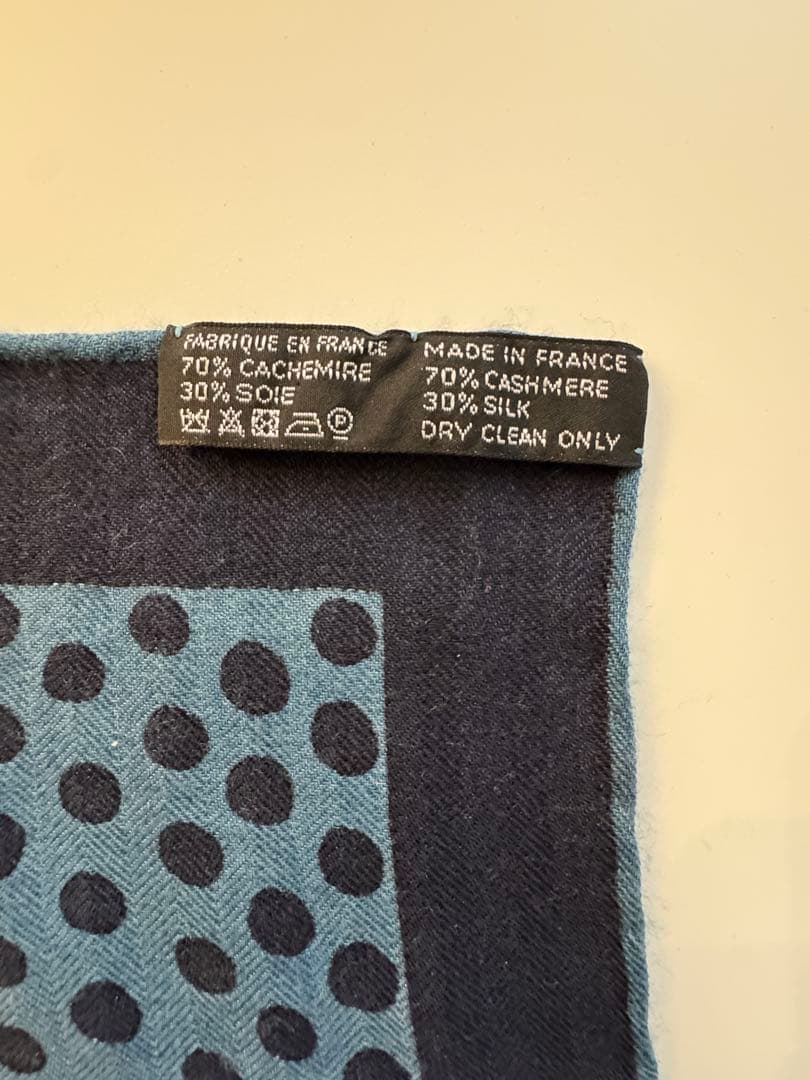 FABRIQUE EN FRANCE
70% CACHEMIRE
30% SOIE
P
MADE IN FRANCE
70% CASHMERE
30% SILK
DRY CLEAN ONLY